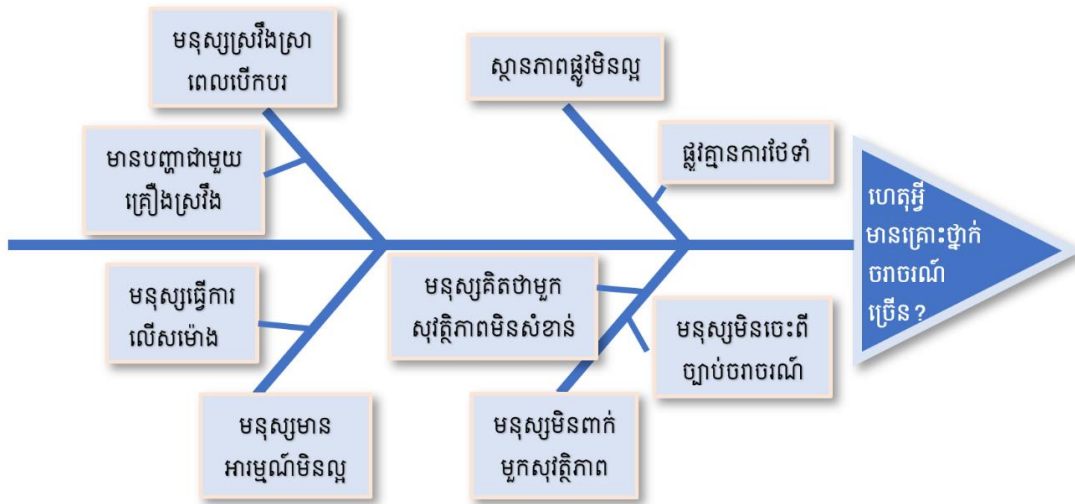 មនុស្សស្រវឹងស្រា
ពេលបើកបរ
ស្ថានភាពផ្លូវមិនល្អ
មានបញ្ហាជាមួយ
គ្រឿងស្រវឹង
ផ្លូវគ្មានការថែទាំ
ហេតុអ្វី
មានគ្រោះថ្នាក់
ចរាចរណ៍
ច្រើន?
មនុស្សធ្វើការ
លើសម៉ោង
មនុស្សគិតថាមួក
សុវត្ថិភាពមិនសំខាន់
មនុស្សមិនចេះពី
ច្បាប់ចរាចរណ៍
មនុស្សមាន
អារម្មណ៍មិនល្អ
មនុស្សមិនពាក់
មួកសុវត្ថិភាព